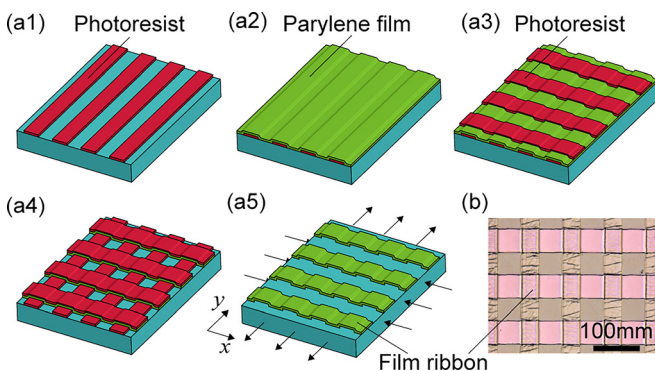 (a1) Photoresist
(a2) Parylene film
(a3) Photoresist
(a4)
(a5)
(b)
y
x
Film ribbon
100mm